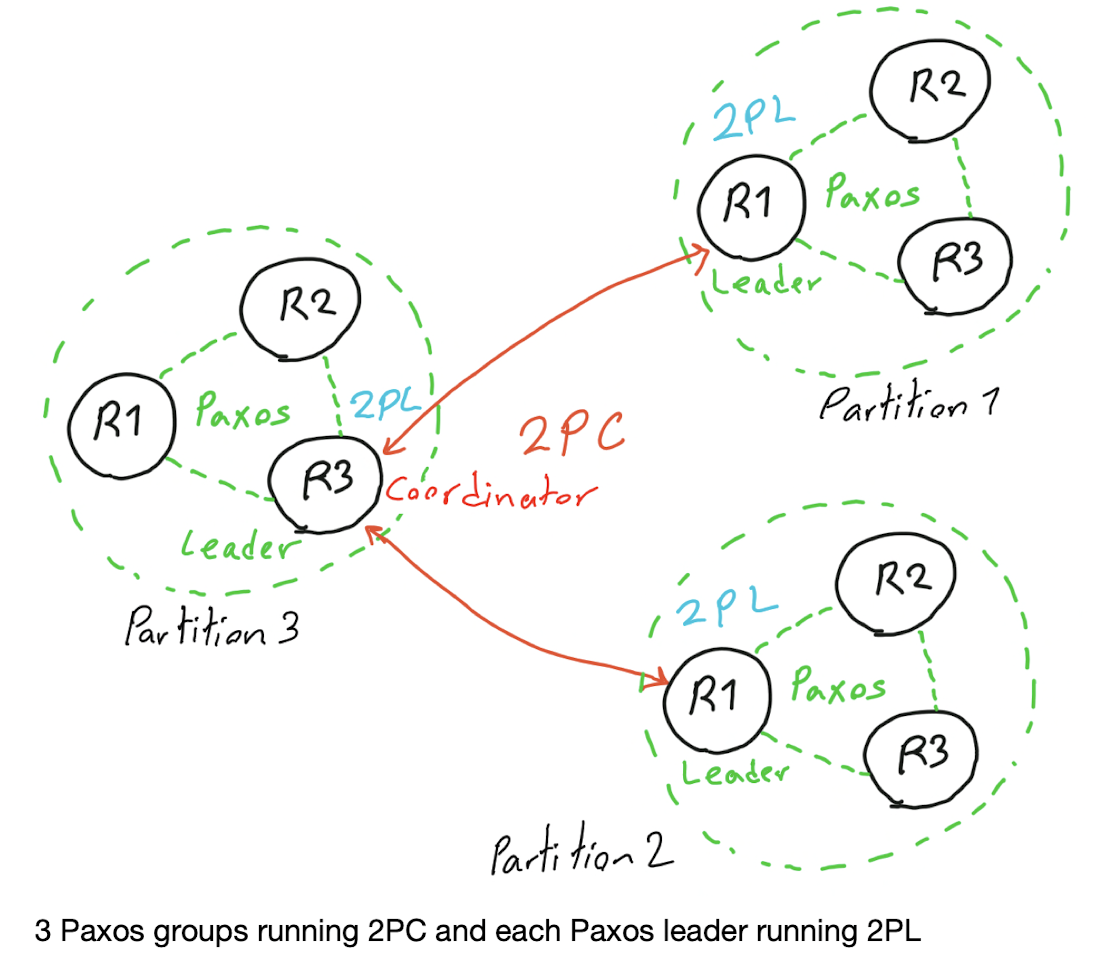 R2
2PL
R1
Paxos
R3
Leader
Partition 1
R2
R1
Paxos
2PL
R3
Leader
Coordinator
2PC
Partition 3
R2
2PL
R1
Paxos
R3
Leader
Partition 2
3 Paxos groups running 2PC and each Paxos leader running 2PL